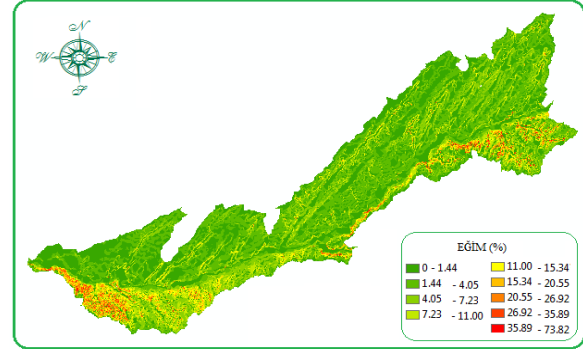 N
W E
S
EĞİM (%)
0 - 1.44
1.44 - 4.05
4.05 - 7.23
7.23 - 11.00
11.00 - 15.34
15.34 - 20.55
20.55 - 26.92
26.92 - 35.89
35.89 - 73.82